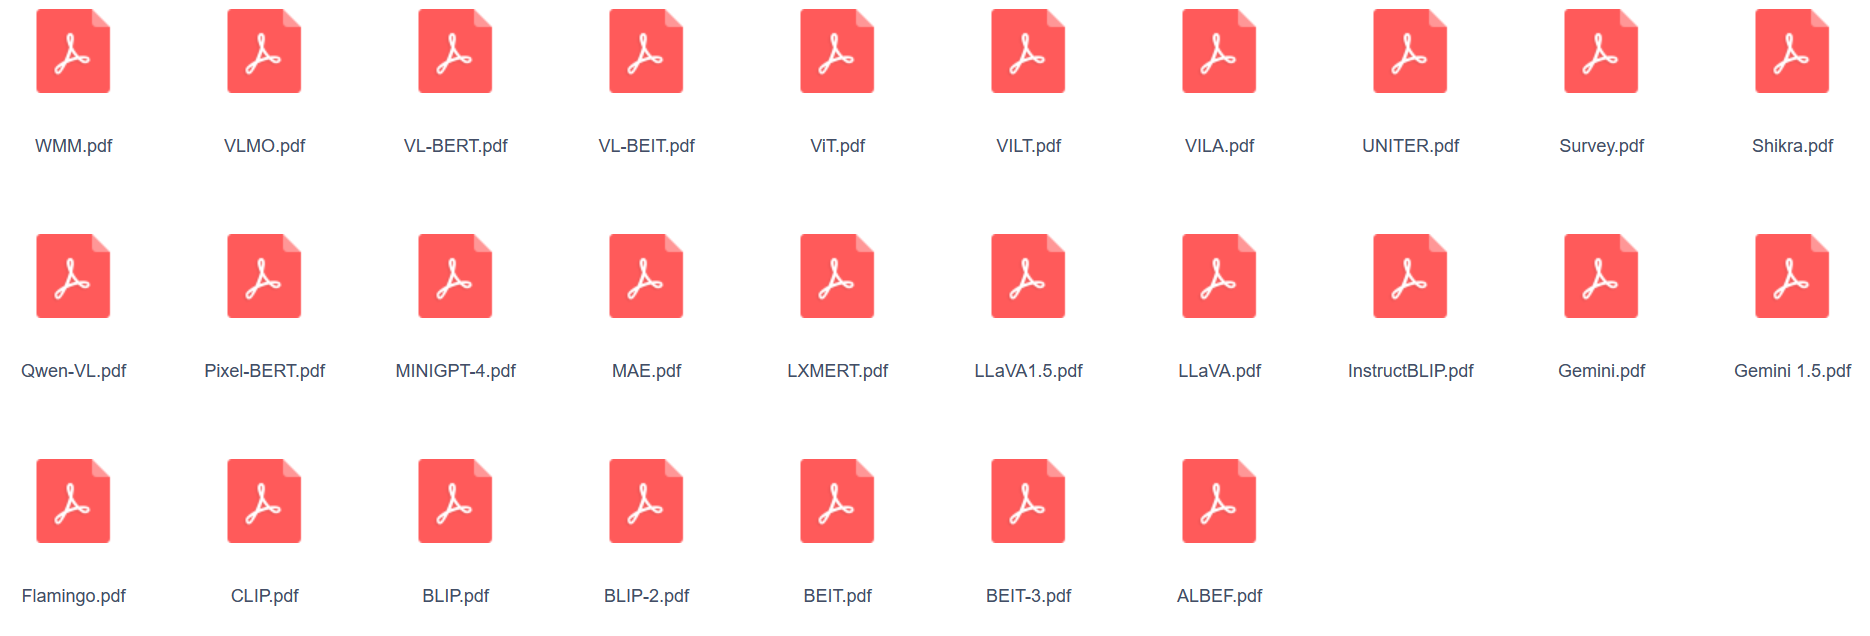 WMM.pdf VLMO.pdf VL-BERT.pdf VL-BEIT.pdf ViT.pdf VILT.pdf VILA.pdf UNITER.pdf Survey.pdf Shikra.pdf
Qwen-VL.pdf Pixel-BERT.pdf MINIGPT-4.pdf MAE.pdf LXMERT.pdf LLaVA1.5.pdf LLaVA.pdf InstructBLIP.pdf Gemini.pdf Gemini 1.5.pdf
Flamingo.pdf CLIP.pdf BLIP.pdf BLIP-2.pdf BEIT.pdf BEIT-3.pdf ALBEF.pdf